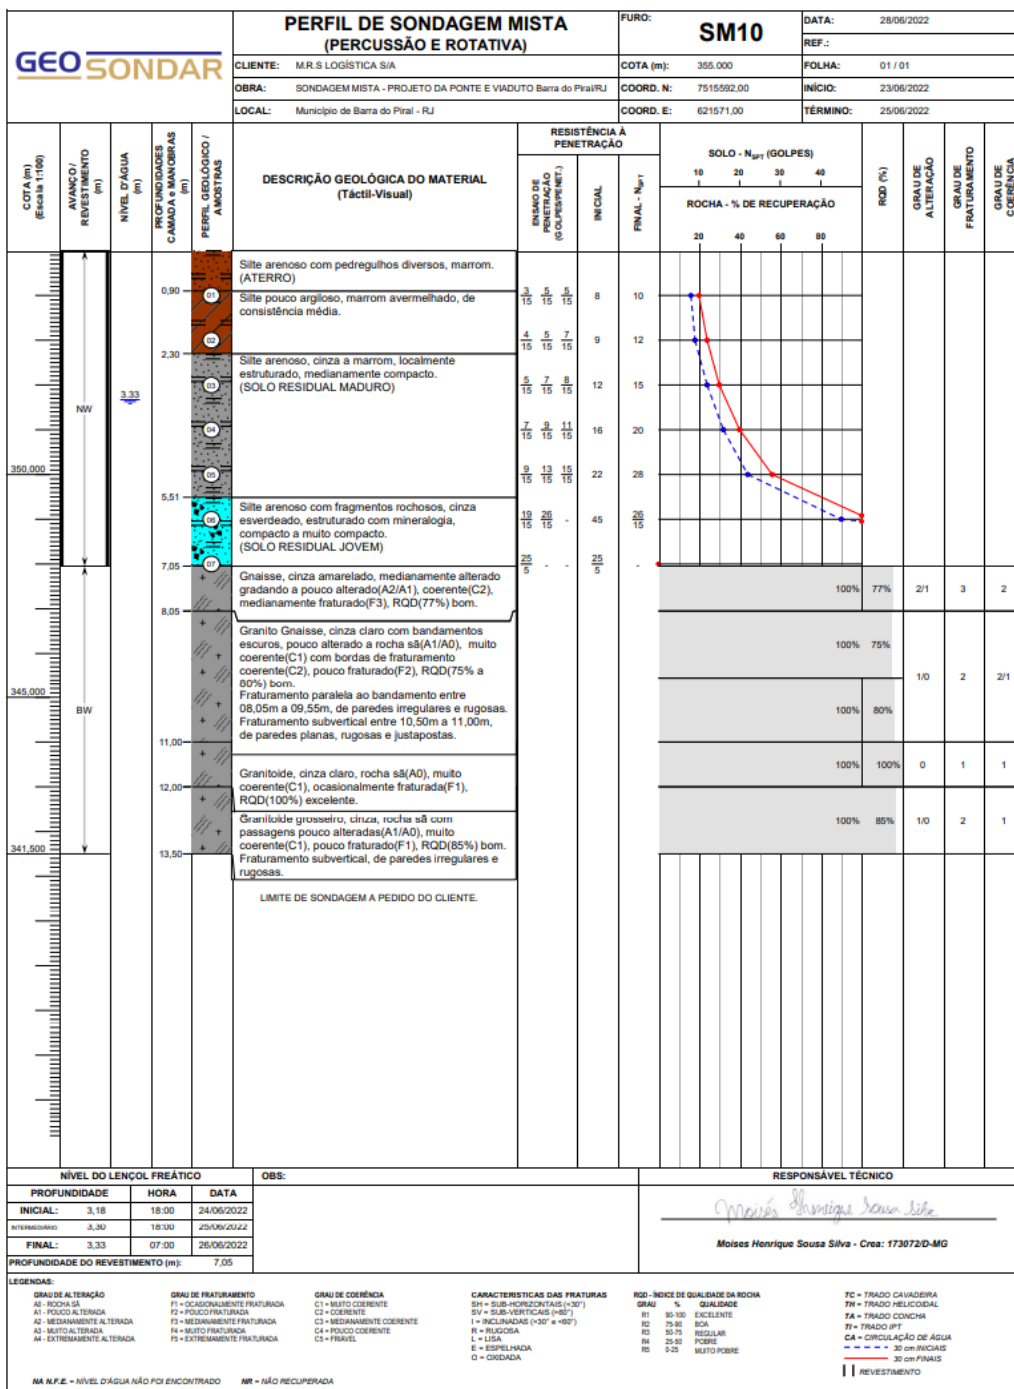 GEOSONDAR
PERFIL DE SONDAGEM MISTA
(PERCUSSÃO E ROTATIVA)
FURO: SM10
DATA: 28/06/2022
REF.:
CLIENTE: M.R.S LOGÍSTICA S/A
COTA (m): 355.000
FOLHA: 01 / 01
OBRA: SONDAGEM MISTA - PROJETO DA PONTE E VIADUTO Barra do Piraí/RJ
COORD. N: 7515592,00
INÍCIO: 23/06/2022
LOCAL: Município de Barra do Piraí - RJ
COORD. E: 621571,00
TÉRMINO: 25/06/2022
COTA (m)
(Escala 1:100)
AVANÇO /
REVESTIMENTO
(m)
NÍVEL D'ÁGUA
(m)
PROFUNDIDADES
CAMADA e MANOBRAS
(m)
PERFIL GEOLÓGICO /
AMOSTRAS
DESCRIÇÃO GEOLÓGICA DO MATERIAL
(Táctil-Visual)
RESISTÊNCIA À
PENETRAÇÃO
ENSAIO DE
PENETRAÇÃO
(GOLPES/PENET.)
INICIAL
FINAL - NSPT
SOLO - NSPT (GOLPES)
10 20 30 40
ROCHA - % DE RECUPERAÇÃO
20 40 60 80
RQD (%)
GRAU DE
ALTERAÇÃO
GRAU DE
FRATURAMENTO
GRAU DE
COERÊNCIA
Silte arenoso com pedregulhos diversos, marrom.
(ATERRO)
0,90
01
Silte pouco argiloso, marrom avermelhado, de
consistência média.
3/15 5/15 5/15 8 10
02
4/15 5/15 7/15 9 12
2,30
Silte arenoso, cinza a marrom, localmente
estruturado, medianamente compacto.
(SOLO RESIDUAL MADURO)
03
5/15 7/15 8/15 12 15
3.33
NW
04
7/15 9/15 11/15 16 20
350,000
05
9/15 13/15 15/15 22 28
5,51
Silte arenoso com fragmentos rochosos, cinza
esverdeado, estruturado com mineralogia,
compacto a muito compacto.
(SOLO RESIDUAL JOVEM)
06
19/15 26/15 - 45 26/15
07
25/5 - - 25/5 -
7,05
Gnaisse, cinza amarelado, medianamente alterado
gradando a pouco alterado(A2/A1), coerente(C2),
medianamente fraturado(F3), RQD(77%) bom.
100% 77% 2/1 3 2
8,05
Granito Gnaisse, cinza claro com bandamentos
escuros, pouco alterado a rocha sã(A1/A0), muito
coerente(C1) com bordas de fraturamento
coerente(C2), pouco fraturado(F2), RQD(75% a
80%) bom.
Fraturamento paralela ao bandamento entre
08,05m a 09,55m, de paredes irregulares e rugosas.
Fraturamento subvertical entre 10,50m a 11,00m,
de paredes planas, rugosas e justapostas.
100% 75%
1/0 2 2/1
345,000
BW
100% 80%
11,00
Granitoide, cinza claro, rocha sã(A0), muito
coerente(C1), ocasionalmente fraturada(F1),
RQD(100%) excelente.
100% 100% 0 1 1
12,00
Granitoide grosseiro, cinza, rocha sã com
passagens pouco alteradas(A1/A0), muito
coerente(C1), pouco fraturado(F1), RQD(85%) bom.
Fraturamento subvertical, de paredes irregulares e
rugosas.
100% 85% 1/0 2 1
341,500
13,50
LIMITE DE SONDAGEM A PEDIDO DO CLIENTE.
NÍVEL DO LENÇOL FREÁTICO
PROFUNDIDADE HORA DATA
INICIAL: 3,18 18:00 24/06/2022
INTERMEDIÁRIO: 3,30 18:00 25/06/2022
FINAL: 3,33 07:00 26/06/2022
PROFUNDIDADE DO REVESTIMENTO (m): 7,05
OBS:
RESPONSÁVEL TÉCNICO
Moisés Henrique Sousa Silva
Moises Henrique Sousa Silva - Crea: 173072/D-MG
LEGENDAS:
GRAU DE ALTERAÇÃO
A0 - ROCHA SÃ
A1 - POUCO ALTERADA
A2 - MEDIANAMENTE ALTERADA
A3 - MUITO ALTERADA
A4 - EXTREMAMENTE ALTERADA
GRAU DE FRATURAMENTO
F1 = OCASIONALMENTE FRATURADA
F2 = POUCO FRATURADA
F3 = MEDIANAMENTE FRATURADA
F4 = MUITO FRATURADA
F5 = EXTREMAMENTE FRATURADA
GRAU DE COERÊNCIA
C1 = MUITO COERENTE
C2 = COERENTE
C3 = MEDIANAMENTE COERENTE
C4 = POUCO COERENTE
C5 = FRIÁVEL
CARACTERÍSTICAS DAS FRATURAS
SH = SUB-HORIZONTAIS (<30°)
SV = SUB-VERTICAIS (>60°)
I = INCLINADAS (>30° e <60°)
R = RUGOSA
L = LISA
E = ESPELHADA
O = OXIDADA
RQD - ÍNDICE DE QUALIDADE DA ROCHA
GRAU % QUALIDADE
R1 90-100 EXCELENTE
R2 75-90 BOA
R3 50-75 REGULAR
R4 25-50 POBRE
R5 0-25 MUITO POBRE
TC = TRADO CAVADEIRA
TH = TRADO HELICOIDAL
TA = TRADO CONCHA
TI = TRADO IPT
CA = CIRCULAÇÃO DE ÁGUA
30 cm INICIAIS
30 cm FINAIS
REVESTIMENTO
NA N.F.E. = NÍVEL D'ÁGUA NÃO FOI ENCONTRADO NR = NÃO RECUPERADA